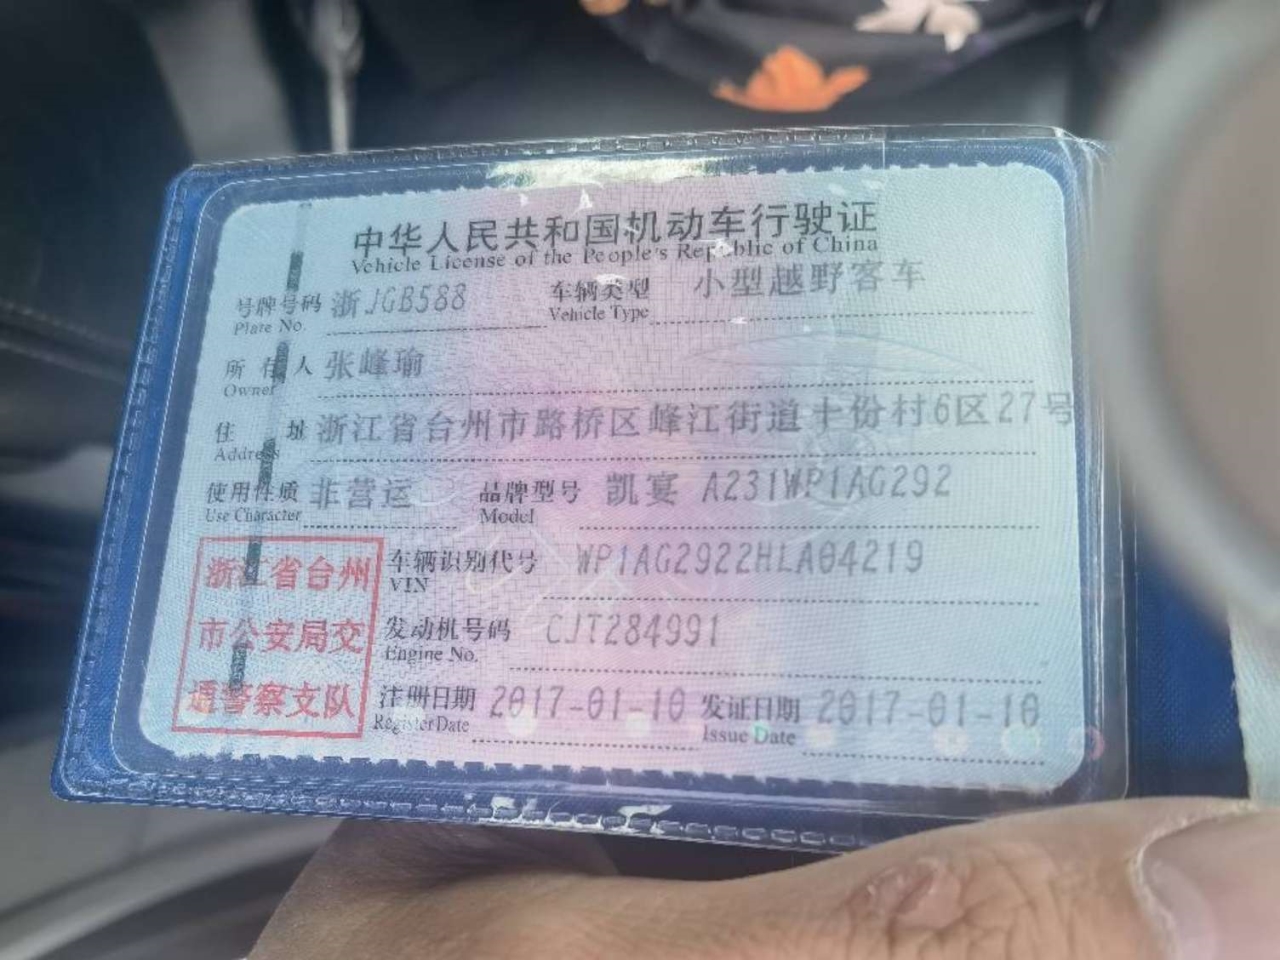 中华人民共和国机动车行驶证
Vehicle License of the People's Republic of China
号牌号码 浙JGB588 车辆类型 小型越野客车
Plate No. Vehicle Type
所有人 张峰瑜
Owner
住址 浙江省台州市路桥区峰江街道十份村6区27号
Address
使用性质 非营运 品牌型号 凯宴 A231WP1AG292
Use Character Model
浙江省台州
车辆识别代号 WP1AG2922HLA04219
VIN
市公安局交
发动机号码 CJT284991
Engine No.
通警察支队
注册日期 2017-01-10 发证日期 2017-01-10
Register Date Issue Date